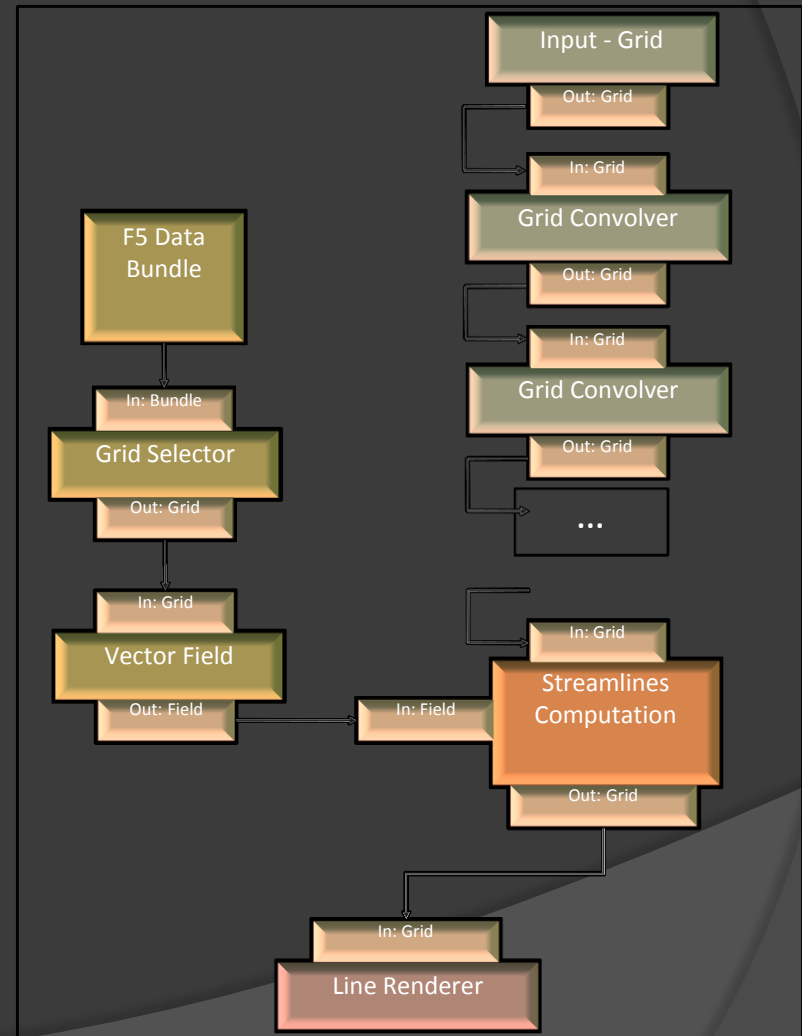 Input - Grid
Out: Grid
In: Grid
Grid Convolver
Out: Grid
In: Grid
Grid Convolver
Out: Grid
...
F5 Data
Bundle
In: Bundle
Grid Selector
Out: Grid
In: Grid
Vector Field
Out: Field
In: Field
In: Grid
Streamlines
Computation
Out: Grid
In: Grid
Line Renderer